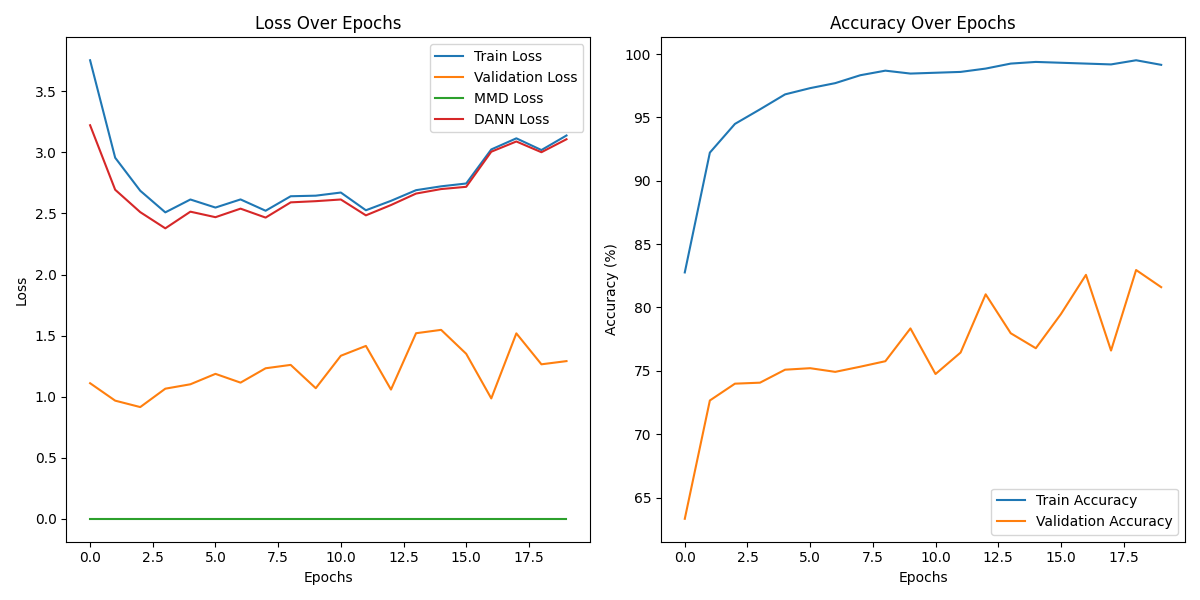 Loss Over Epochs
Train Loss
Validation Loss
MMD Loss
DANN Loss
3.5
3.0
2.5
2.0
1.5
1.0
0.5
0.0
Loss
0.0 2.5 5.0 7.5 10.0 12.5 15.0 17.5
Epochs
Accuracy Over Epochs
100
95
90
85
80
75
70
65
Accuracy (%)
Train Accuracy
Validation Accuracy
0.0 2.5 5.0 7.5 10.0 12.5 15.0 17.5
Epochs